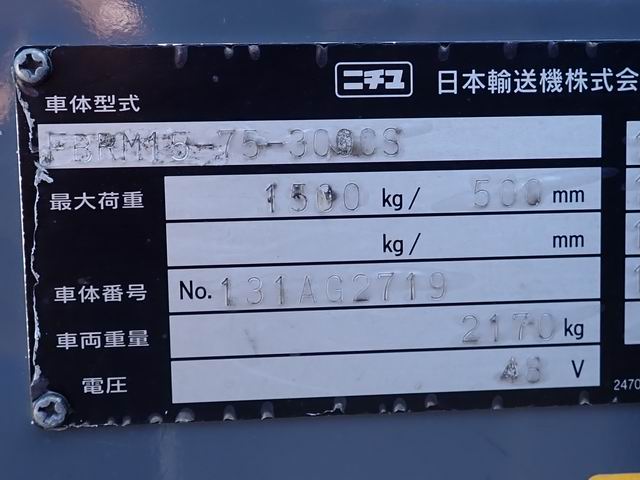 ニチユ 日本輸送機株式会
車体型式
FBRM15-75-300CS
最大荷重 1500 kg/ 500 mm
kg/ mm
車体番号 No. 131AG2719
車両重量 2170 kg
電圧 48 V
2470